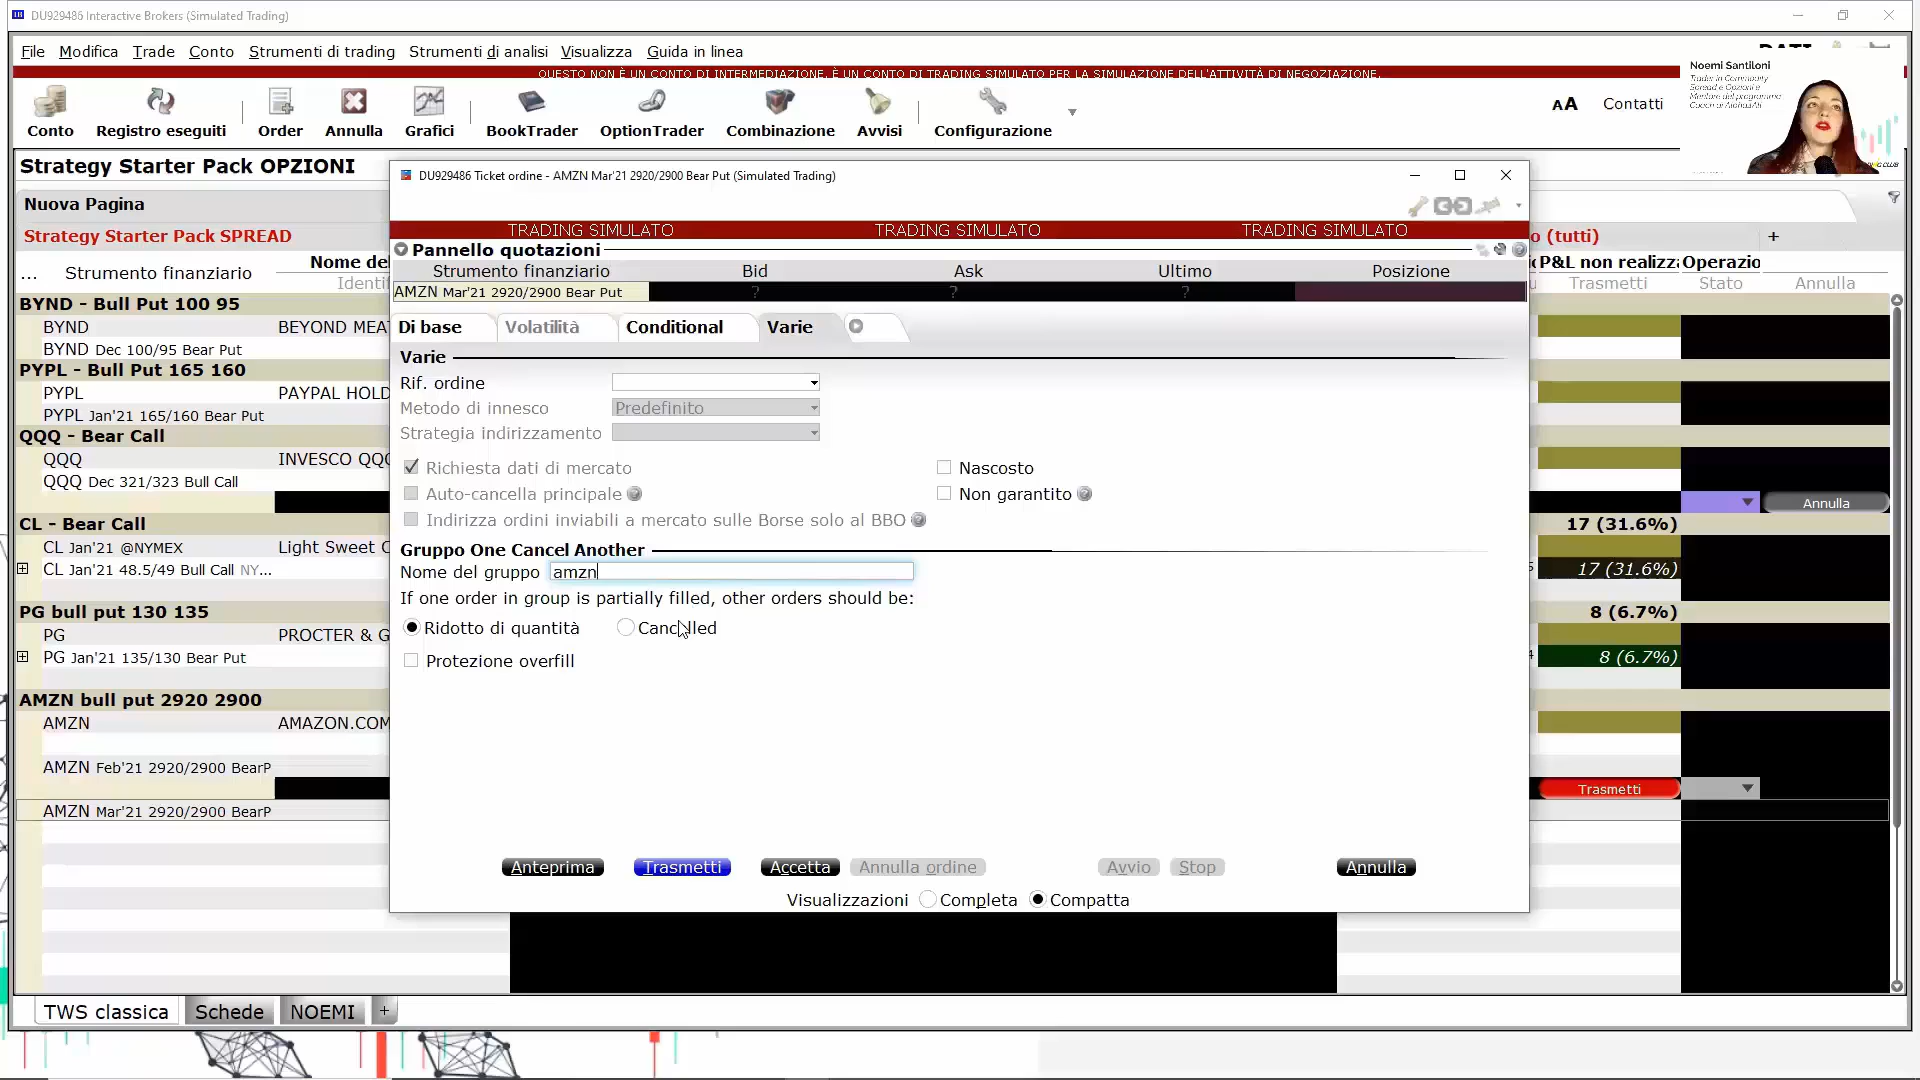 DU929486 Interactive Brokers (Simulated Trading)
File Modifica Trade Conto Strumenti di trading Strumenti di analisi Visualizza Guida in linea
QUESTO NON È UN CONTO DI INTERMEDIAZIONE. È UN CONTO DI TRADING SIMULATO PER LA SIMULAZIONE DELL'ATTIVITÀ DI NEGOZIAZIONE.
Noemi Santiloni
Trader in Commodity
Spread e Opzioni e
Mentore del programma
Conto Registro eseguiti Order Annulla Grafici BookTrader OptionTrader Combinazione Avvisi Configurazione
AA Contatti
Strategy Starter Pack OPZIONI
DU929486 Ticket ordine - AMZN Mar'21 2920/2900 Bear Put (Simulated Trading)
Nuova Pagina
Strategy Starter Pack SPREAD
o (tutti) +
TRADING SIMULATO TRADING SIMULATO TRADING SIMULATO
Pannello quotazioni
Strumento finanziario Bid Ask Ultimo Posizione
AMZN Mar'21 2920/2900 Bear Put ? ? ?
Di base Volatilità Conditional Varie
Varie
Rif. ordine
Metodo di innesco Predefinito
Strategia indirizzamento
Richiesta dati di mercato Nascosto
Auto-cancella principale Non garantito
Indirizza ordini inviabili a mercato sulle Borse solo al BBO
Gruppo One Cancel Another
Nome del gruppo amzn
If one order in group is partially filled, other orders should be:
Ridotto di quantità Cancelled
Protezione overfill
Anteprima Trasmetti Accetta Annulla ordine Avvio Stop Annulla
Visualizzazioni Completa Compatta
... Strumento finanziario Nome del
Identif
P&L non realizza Operazio
Trasmetti Stato Annulla
BYND - Bull Put 100 95
BYND BEYOND MEA
BYND Dec 100/95 Bear Put
PYPL - Bull Put 165 160
PYPL PAYPAL HOLD
PYPL Jan'21 165/160 Bear Put
QQQ - Bear Call
QQQ INVESCO QQQ
QQQ Dec 321/323 Bull Call
Annulla
CL - Bear Call 17 (31.6%)
CL Jan'21 @NYMEX Light Sweet C
CL Jan'21 48.5/49 Bull Call NY... 17 (31.6%)
PG bull put 130 135 8 (6.7%)
PG PROCTER & G
PG Jan'21 135/130 Bear Put 8 (6.7%)
AMZN bull put 2920 2900
AMZN AMAZON.COM
AMZN Feb'21 2920/2900 BearP
Trasmetti
AMZN Mar'21 2920/2900 BearP
TWS classica Schede NOEMI +